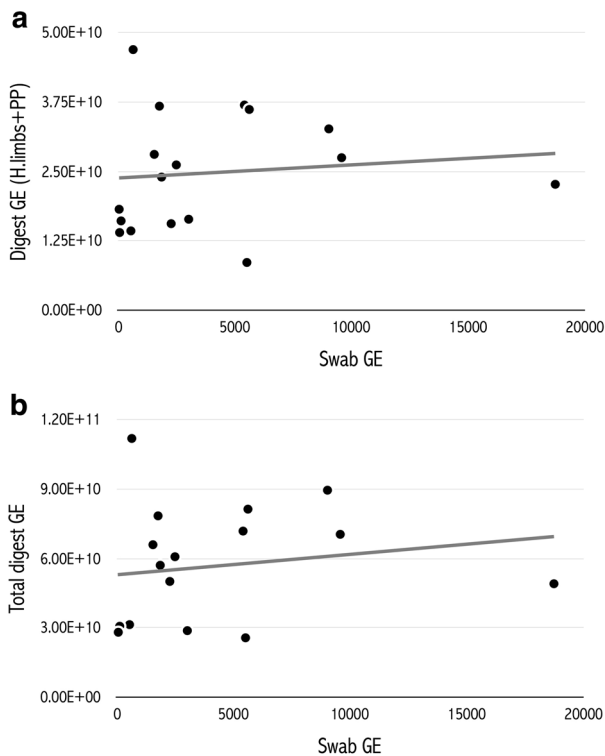 a
5.00E+10
3.75E+10
2.50E+10
1.25E+10
0.00E+00
Digest GE (H.limbs+PP)
0 5000 10000 15000 20000
Swab GE
b
1.20E+11
9.00E+10
6.00E+10
3.00E+10
0.00E+00
Total digest GE
0 5000 10000 15000 20000
Swab GE